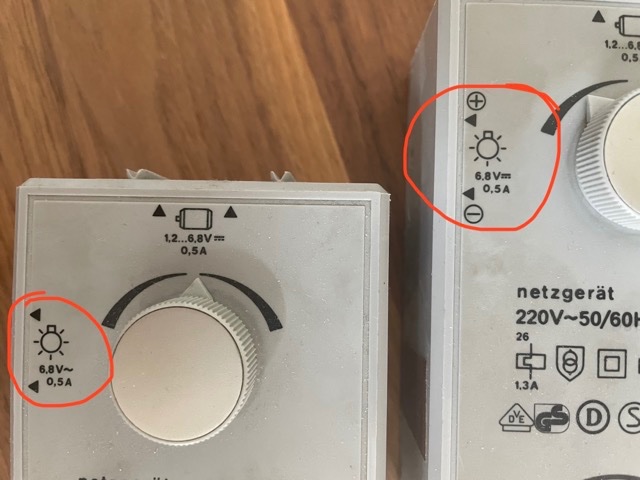 1,2...6,8V⎓
0,5A
6,8V~
0,5A
6,8V⎓
0,5A
netzgerät
220V~50/60H
26
1,3A
DVE
D
S